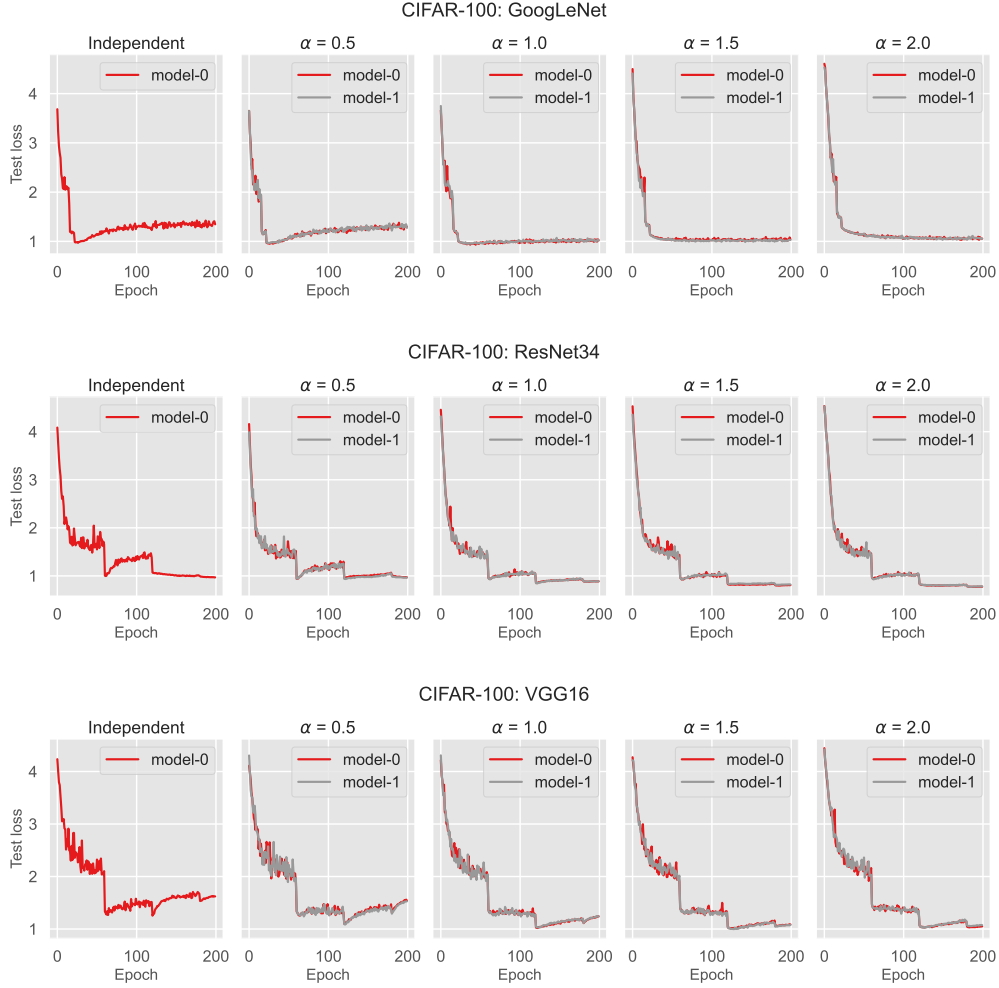 CIFAR-100: GoogLeNet
Independent α = 0.5 α = 1.0 α = 1.5 α = 2.0
model-0 model-0 model-0 model-0 model-0
model-1 model-1 model-1 model-1
4
3
2
1
Test loss
0 100 200 0 100 200 0 100 200 0 100 200 0 100 200
Epoch Epoch Epoch Epoch Epoch
CIFAR-100: ResNet34
Independent α = 0.5 α = 1.0 α = 1.5 α = 2.0
model-0 model-0 model-0 model-0 model-0
model-1 model-1 model-1 model-1
4
3
2
1
Test loss
0 100 200 0 100 200 0 100 200 0 100 200 0 100 200
Epoch Epoch Epoch Epoch Epoch
CIFAR-100: VGG16
Independent α = 0.5 α = 1.0 α = 1.5 α = 2.0
model-0 model-0 model-0 model-0 model-0
model-1 model-1 model-1 model-1
4
3
2
1
Test loss
0 100 200 0 100 200 0 100 200 0 100 200 0 100 200
Epoch Epoch Epoch Epoch Epoch